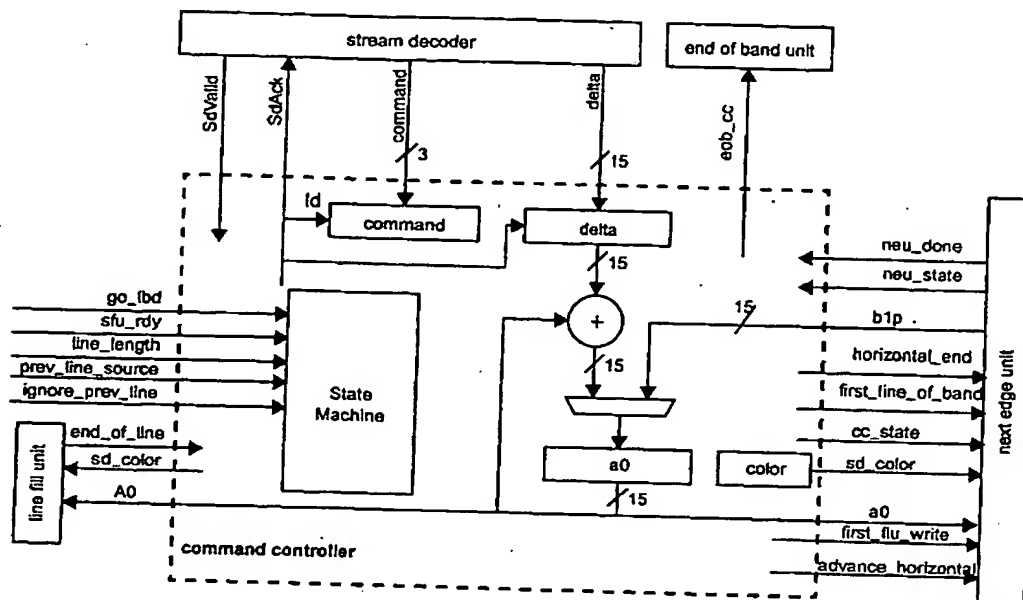 stream decoder
end of band unit
SdValid
SdAck
command
delta
eob_cc
3
15
fd
command
delta
15
neu_done
neu_state
15
b1p
go_lbd
sfu_rdy
line_length
prev_line_source
ignore_prev_line
+
15
State
Machine
horizontal_end
first_line_of_band
cc_state
next edge unit
end_of_line
sd_color
A0
line fill unit
a0
15
color
sd_color
a0
first_flu_write
advance_horizontal
command controller